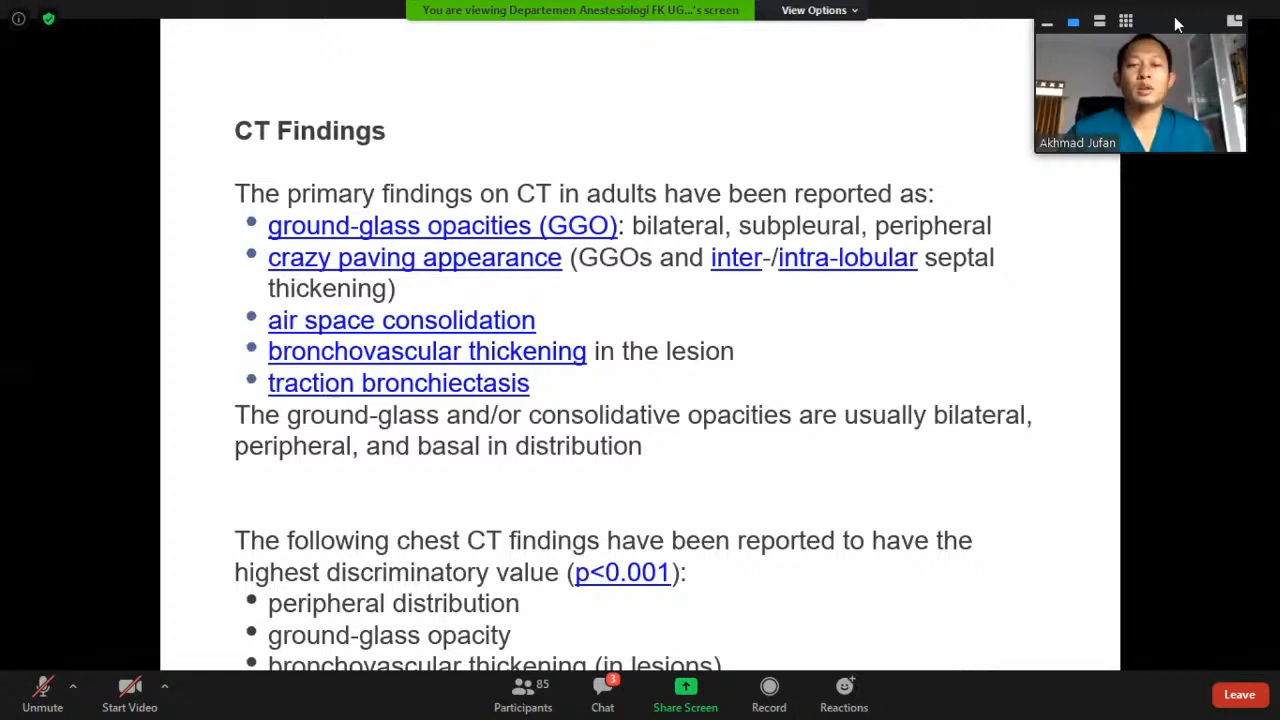 You are viewing Departemen Anestesiologi FK UG...'s screen
View Options
Akhmad Jufan
CT Findings
The primary findings on CT in adults have been reported as:
• ground-glass opacities (GGO): bilateral, subpleural, peripheral
• crazy paving appearance (GGOs and inter-/intra-lobular septal
thickening)
• air space consolidation
• bronchovascular thickening in the lesion
• traction bronchiectasis
The ground-glass and/or consolidative opacities are usually bilateral,
peripheral, and basal in distribution
The following chest CT findings have been reported to have the
highest discriminatory value (p<0.001):
• peripheral distribution
• ground-glass opacity
• bronchovascular thickening (in lesions)
Unmute
Start Video
Participants
85
Chat
3
Share Screen
Record
Reactions
Leave